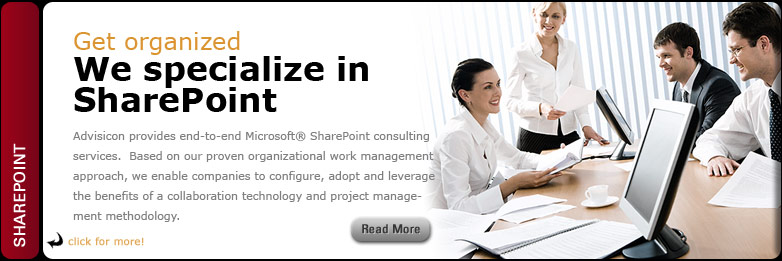 SHAREPOINT
Get organized
We specialize in
SharePoint
Advisicon provides end-to-end Microsoft® SharePoint consulting
services.  Based on our proven organizational work management
approach, we enable companies to configure, adopt and leverage
the benefits of a collaboration technology and project manage-
ment methodology.
Read More
click for more!